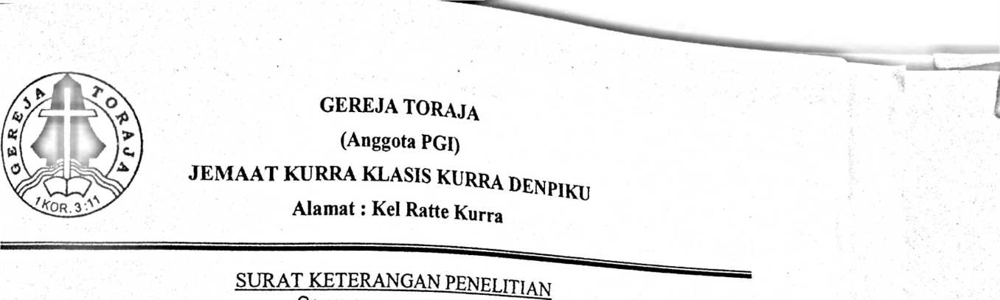 GEREJA TORAJA
1 KOR. 3:11
GEREJA TORAJA
(Anggota PGI)
JEMAAT KURRA KLASIS KURRA DENPIKU
Alamat : Kel Ratte Kurra
SURAT KETERANGAN PENELITIAN